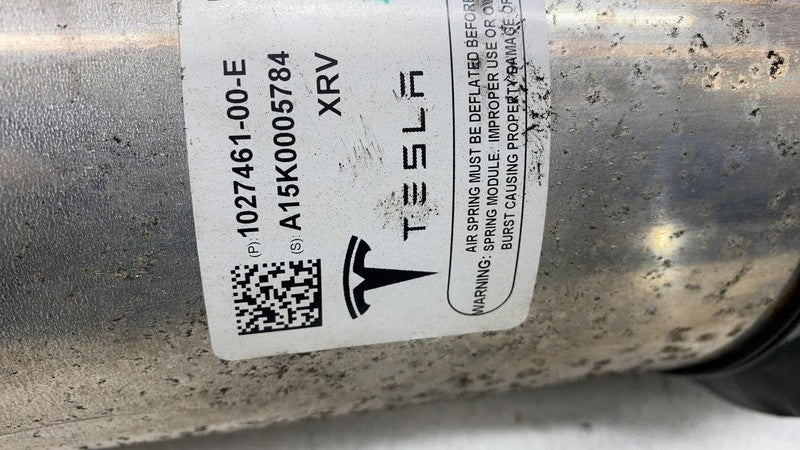 (P): 1027461-00-E
(S): A15K0005784
XRV
TESLA
AIR SPRING MUST BE DEFLATED BEFORE
WARNING: SPRING MODULE. IMPROPER USE OR
BURST CAUSING PROPERTY DAMAGE OR